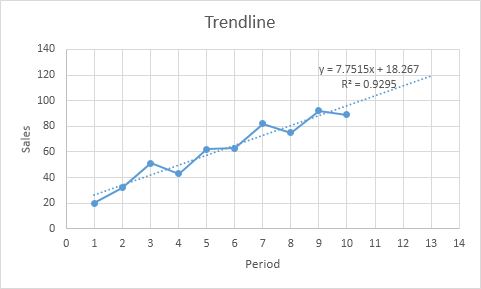 Trendline
140
120
100
80
60
40
20
0
Sales
y = 7.7515x + 18.267
R² = 0.9295
0 1 2 3 4 5 6 7 8 9 10 11 12 13 14
Period